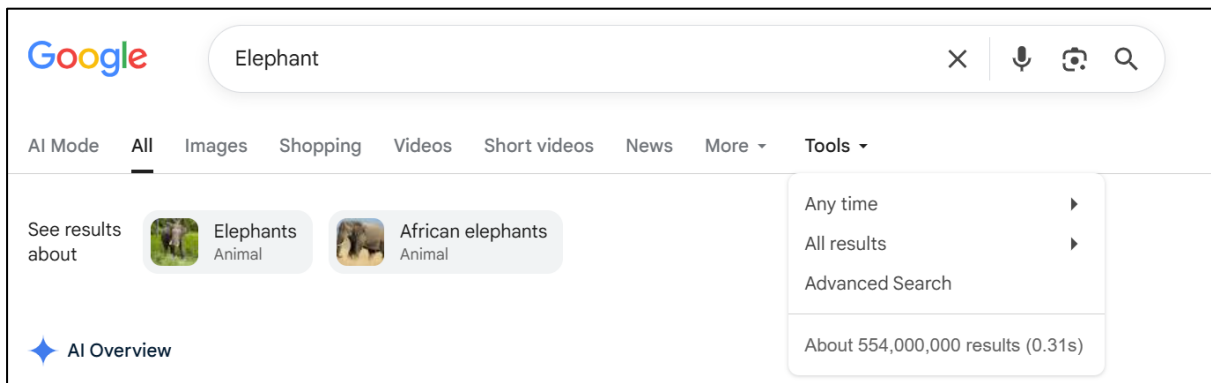 Google
Elephant
AI Mode All Images Shopping Videos Short videos News More Tools
Any time
All results
Advanced Search
About 554,000,000 results (0.31s)
See results
about
Elephants
Animal
African elephants
Animal
AI Overview